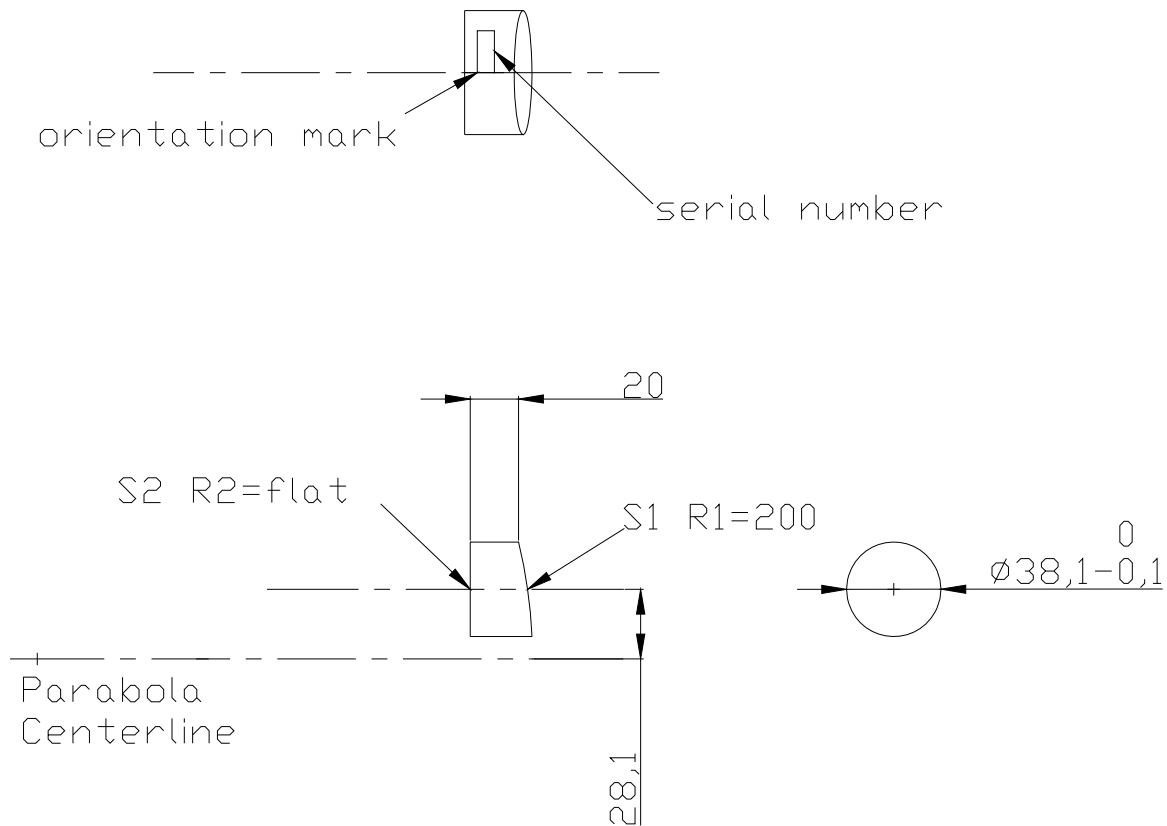 orientation mark
serial number
20
S2 R2=flat
S1 R1=200
0
⌀38,1-0,1
Parabola
Centerline
28,1